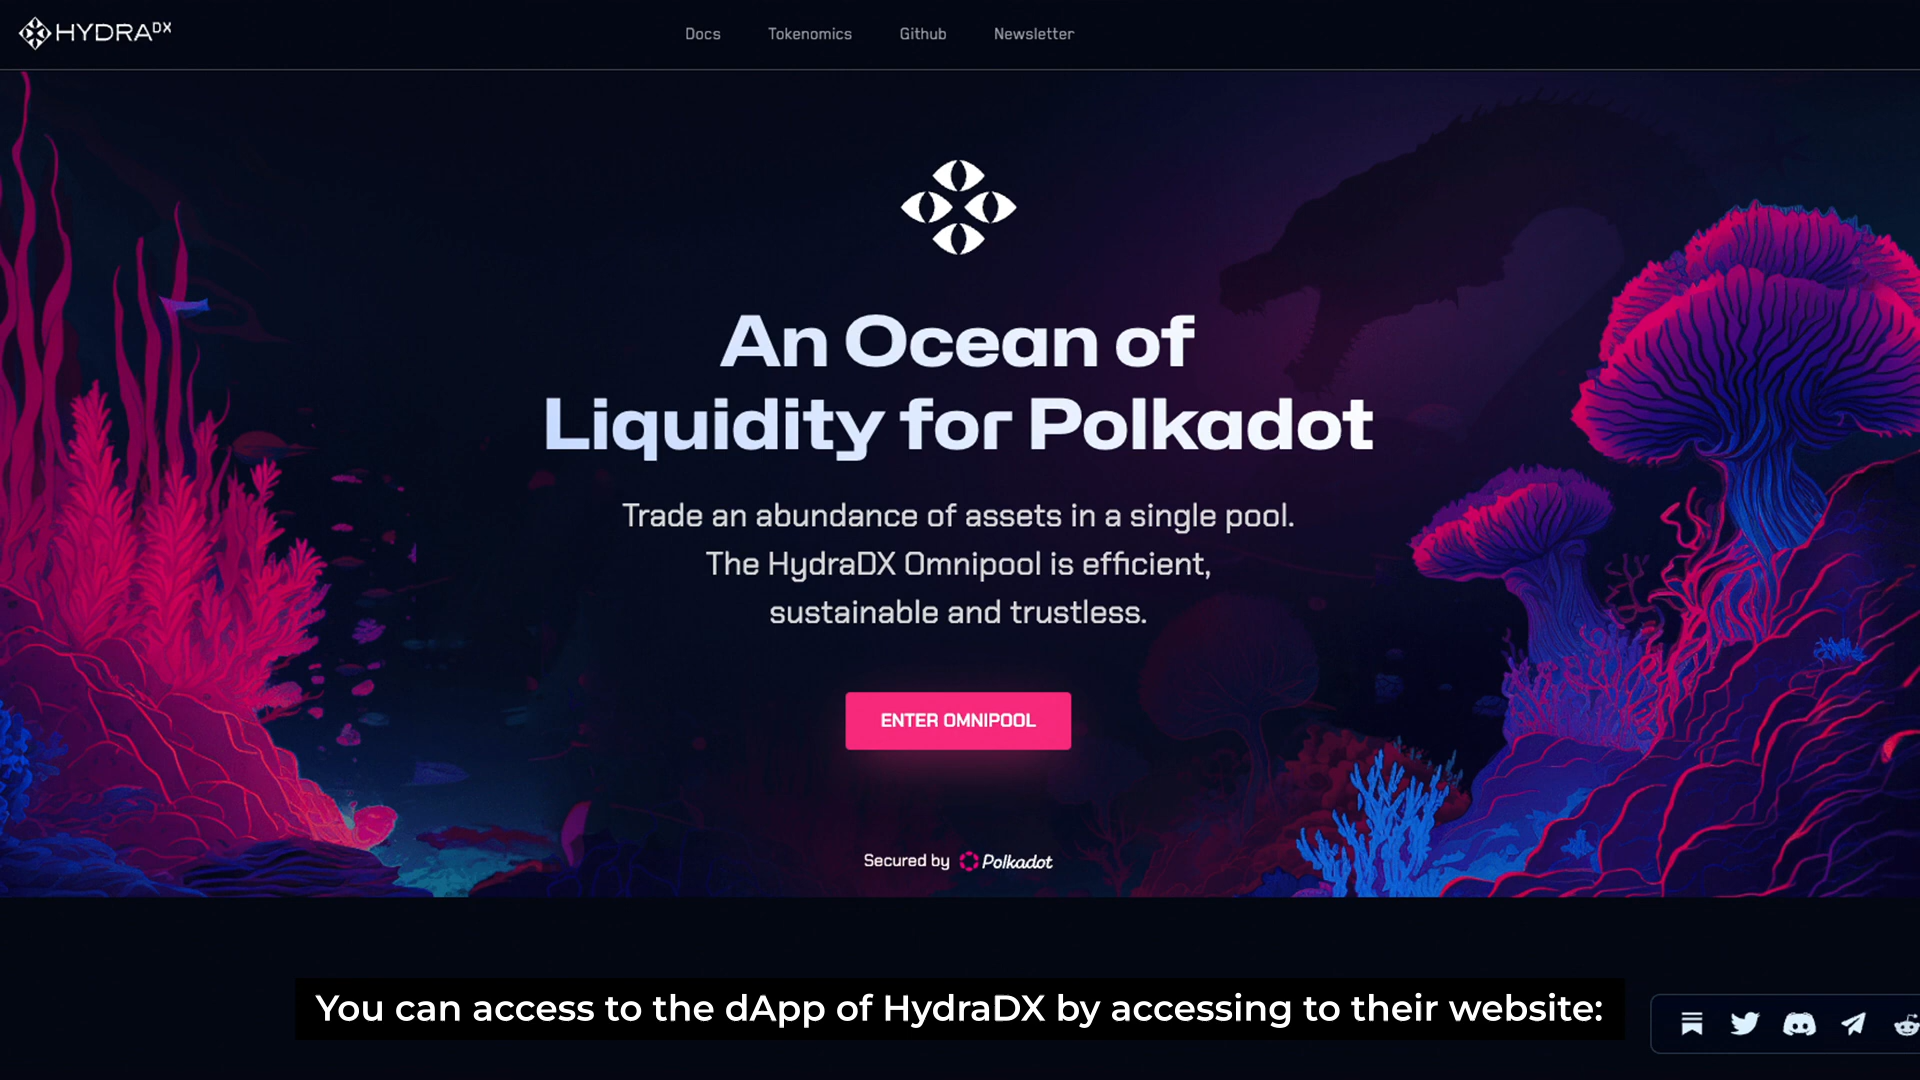 HYDRADX
Docs
Tokenomics
Github
Newsletter
An Ocean of
Liquidity for Polkadot
Trade an abundance of assets in a single pool.
The HydraDX Omnipool is efficient,
sustainable and trustless.
ENTER OMNIPOOL
Secured by Polkadot
You can access to the dApp of HydraDX by accessing to their website: